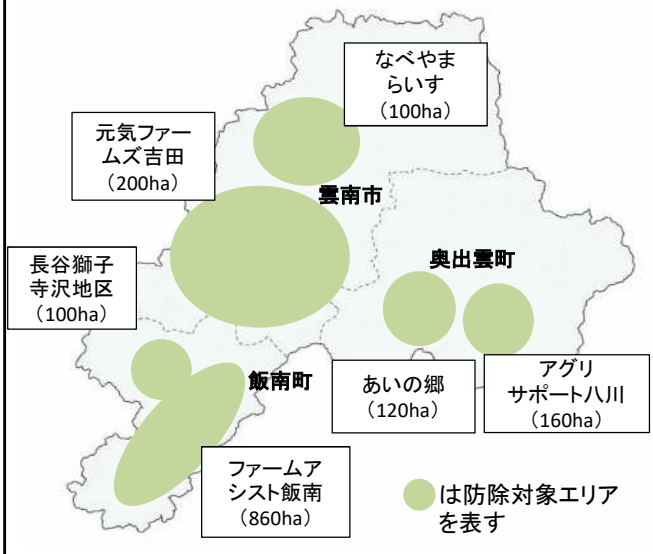 なべやま
らいす
（100ha）
元気ファー
ムズ吉田
（200ha）
雲南市
奥出雲町
長谷獅子
寺沢地区
（100ha）
飯南町
あいの郷
（120ha）
アグリ
サポート八川
（160ha）
ファームア
シスト飯南
（860ha）
は防除対象エリア
を表す